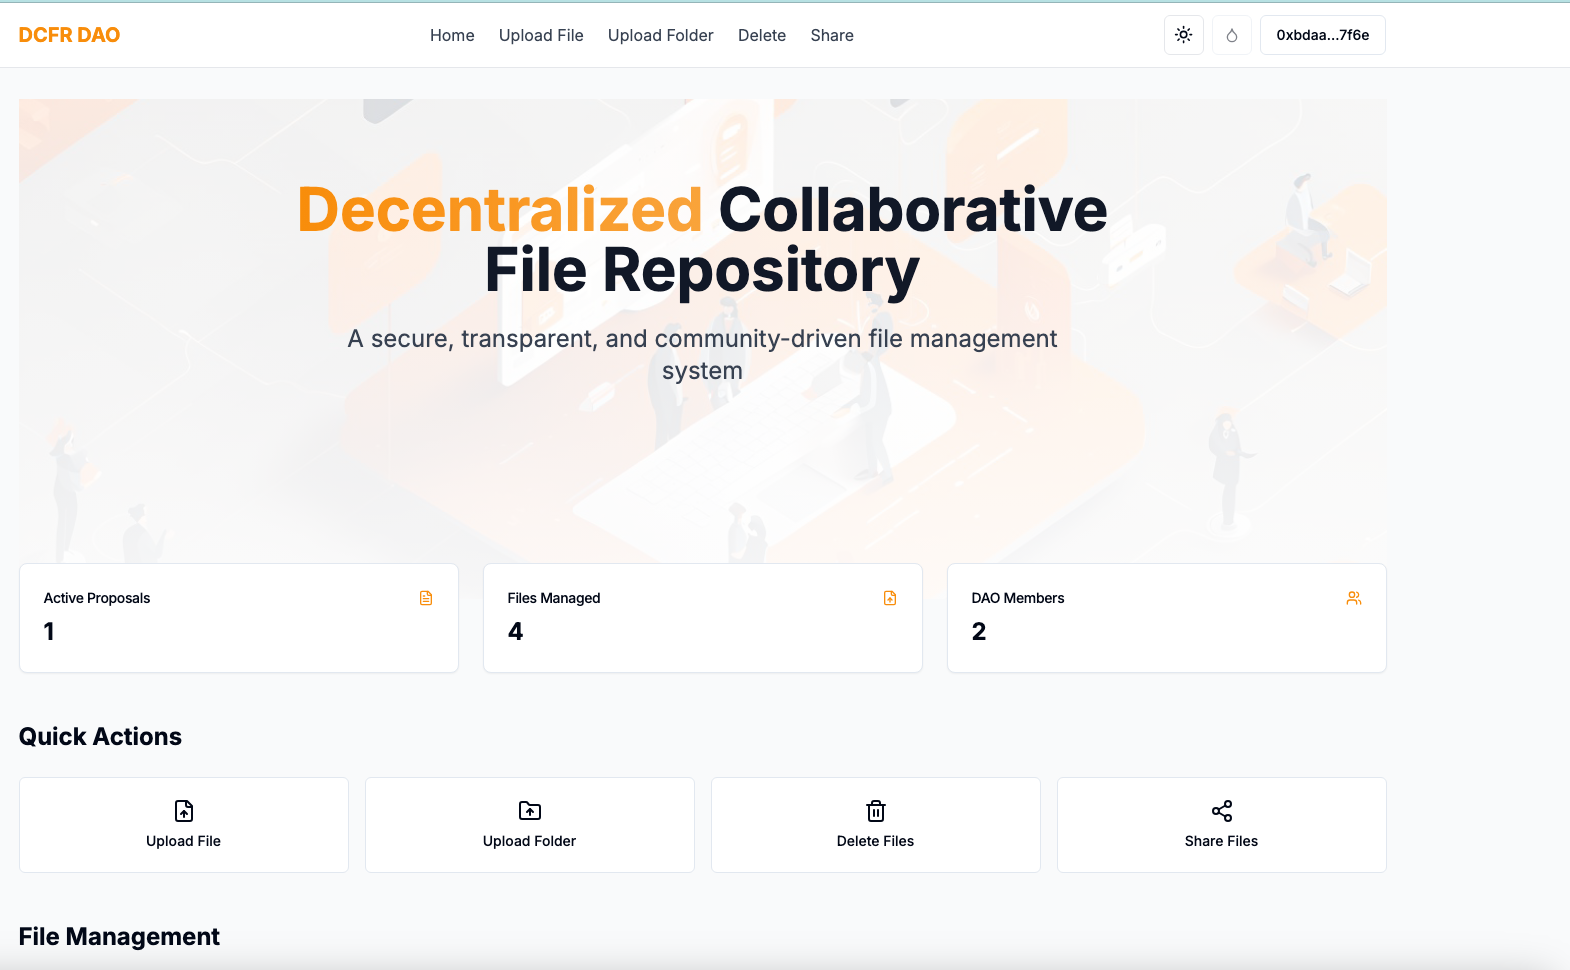 DCFR DAO
Home
Upload File
Upload Folder
Delete
Share
0xbdaa...7f6e
Decentralized Collaborative
File Repository
A secure, transparent, and community-driven file management
system
Active Proposals
1
Files Managed
4
DAO Members
2
Quick Actions
Upload File
Upload Folder
Delete Files
Share Files
File Management